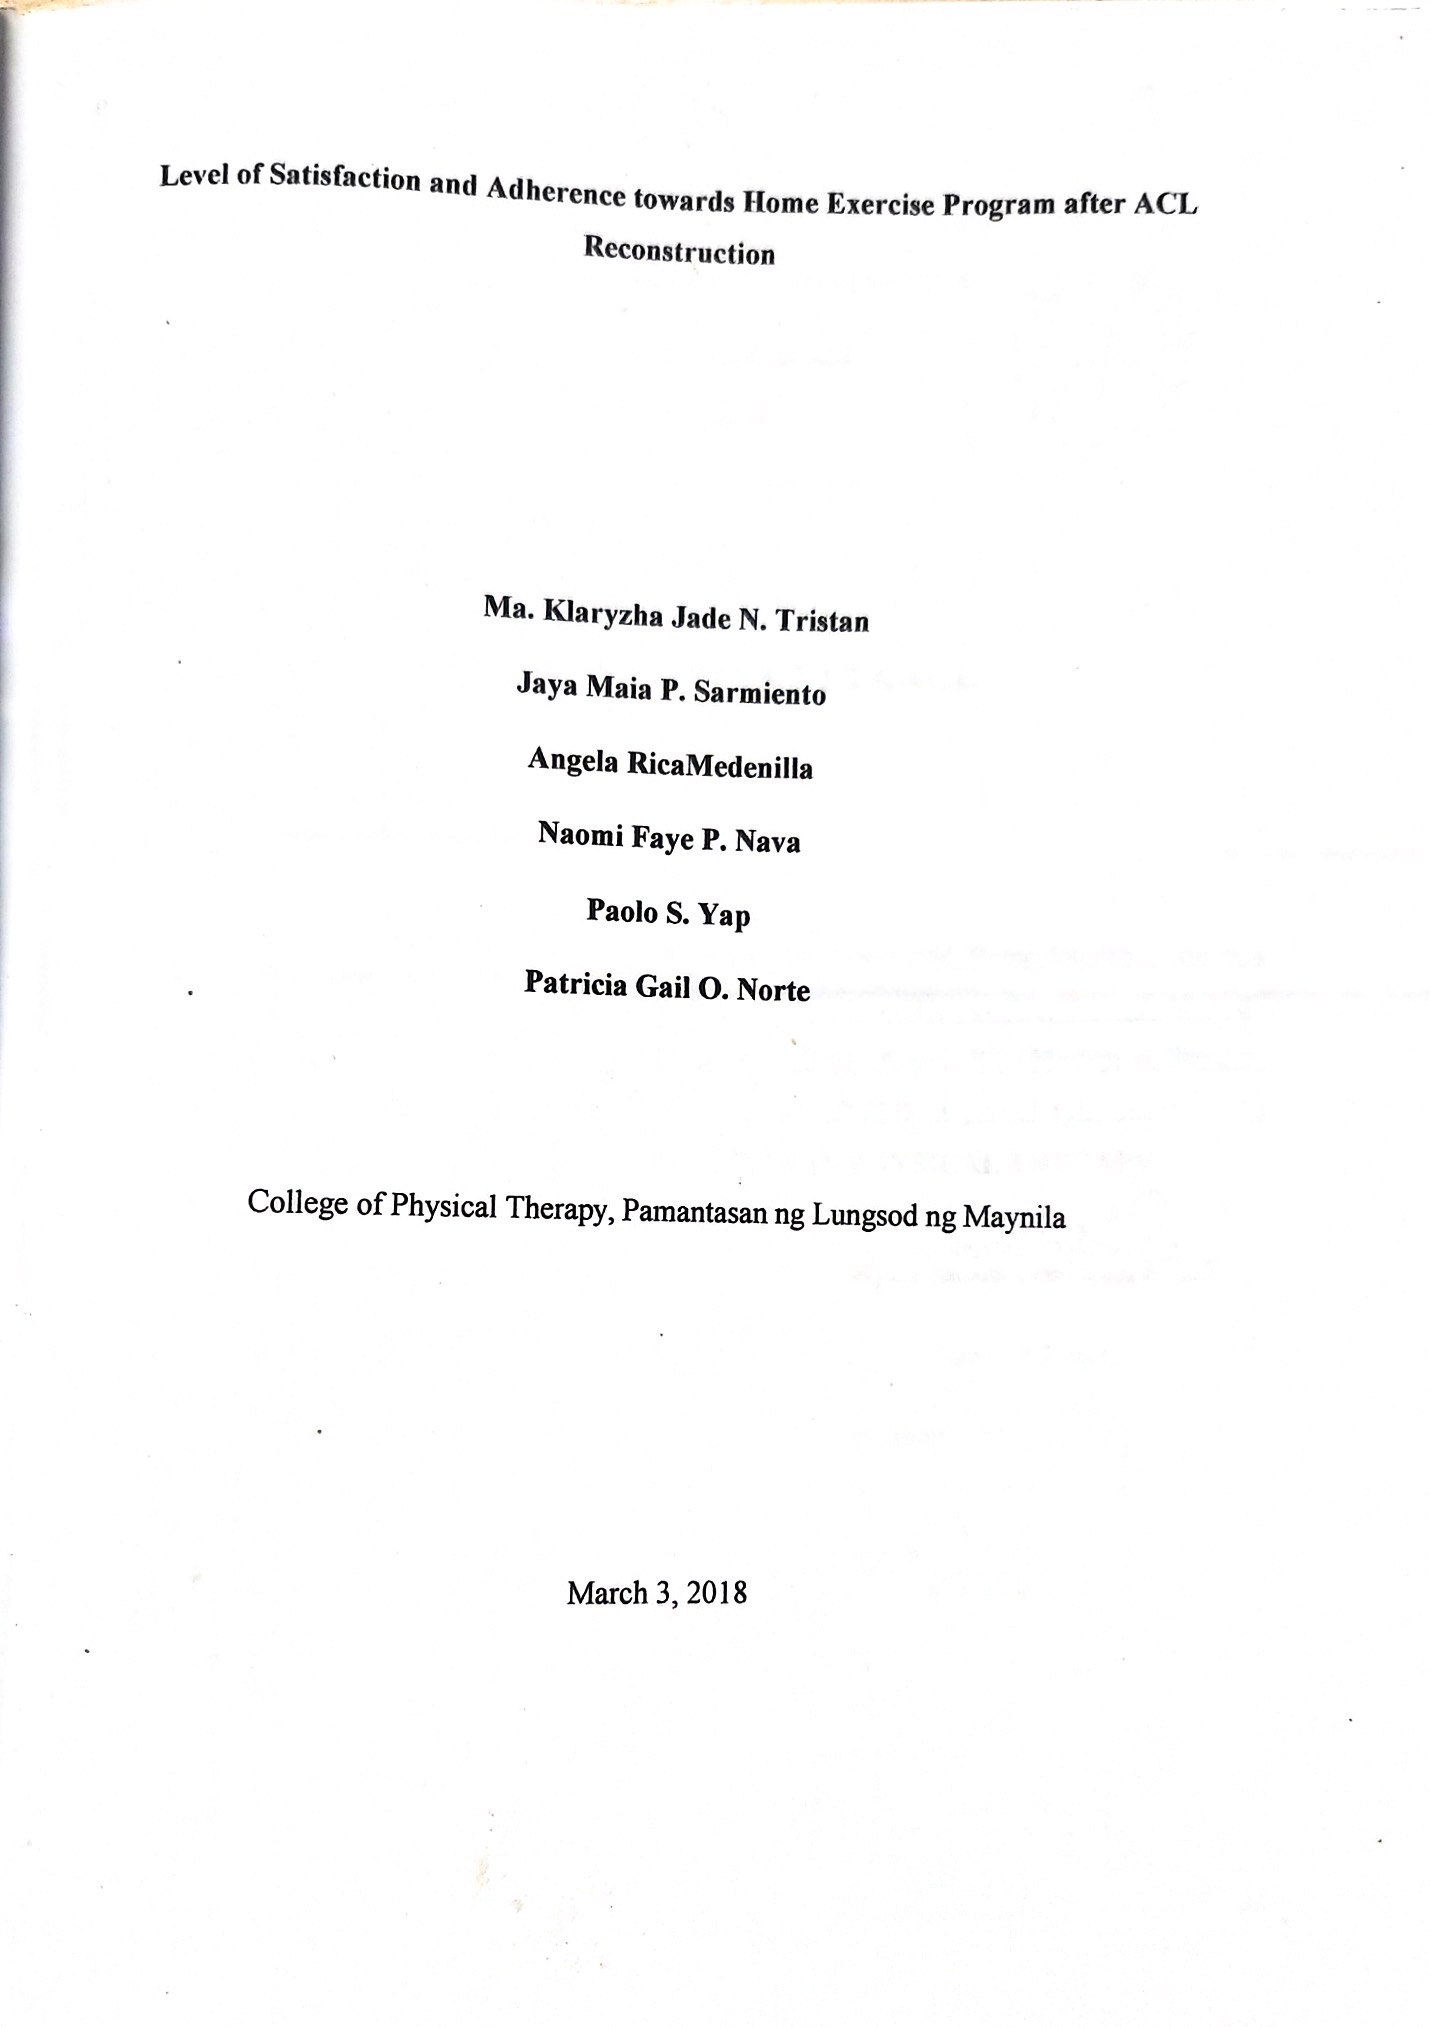 Level of Satisfaction and Adherence towards Home Exercise Program after ACL
Reconstruction
Ma. Klaryzha Jade N. Tristan
Jaya Maia P. Sarmiento
Angela RicaMedenilla
Naomi Faye P. Nava
Paolo S. Yap
Patricia Gail O. Norte
College of Physical Therapy, Pamantasan ng Lungsod ng Maynila
March 3, 2018